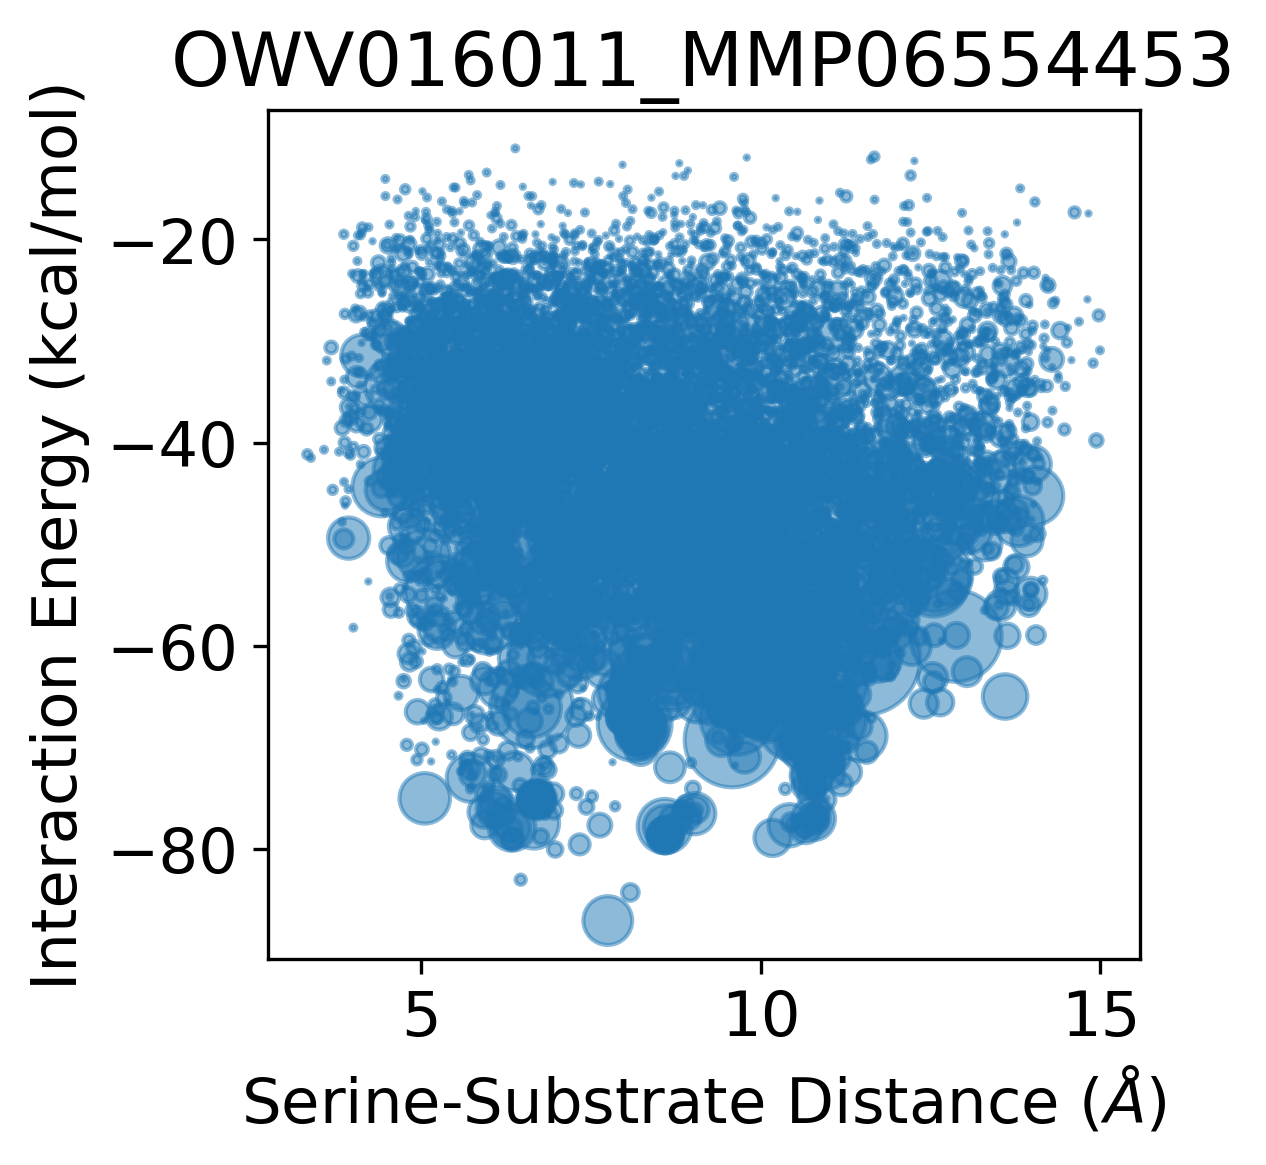 OWV016011_MMP06554453
Interaction Energy (kcal/mol)
−20
−40
−60
−80
5 10 15
Serine-Substrate Distance (Å)